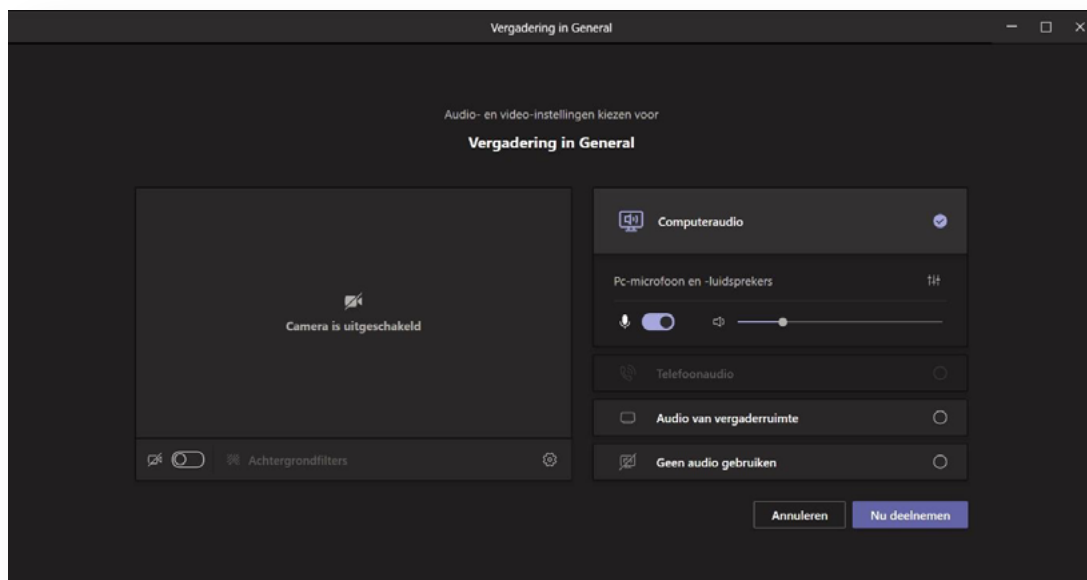 Vergadering in General
Audio- en video-instellingen kiezen voor
Vergadering in General
Camera is uitgeschakeld
Achtergrondfilters
Computeraudio
Pc-microfoon en -luidsprekers
Telefoonaudio
Audio van vergaderruimte
Geen audio gebruiken
Annuleren
Nu deelnemen